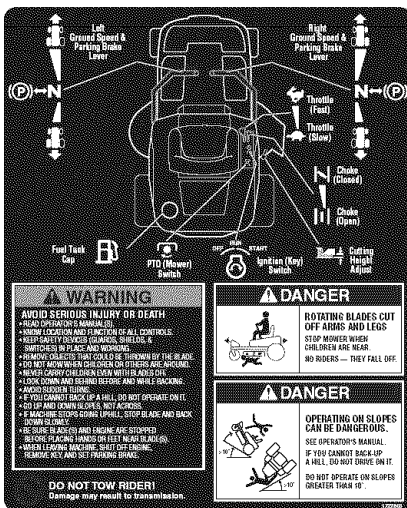 Left
Ground Speed &
Parking Brake
Lever
Right
Ground Speed &
Parking Brake
Lever
(P) N
N (P)
Throttle
(Fast)
Throttle
(Slow)
Choke
(Closed)
Choke
(Open)
Fuel Tank
Cap
PTO (Mower)
Switch
OFF RUN START
Ignition (Key)
Switch
Cutting
Height
Adjust
WARNING
AVOID SERIOUS INJURY OR DEATH
• READ OPERATOR'S MANUAL(S).
• KNOW LOCATION AND FUNCTION OF ALL CONTROLS.
• KEEP SAFETY DEVICES (GUARDS, SHIELDS, &
SWITCHES) IN PLACE AND WORKING.
• REMOVE OBJECTS THAT COULD BE THROWN BY THE BLADE.
• DO NOT MOW WHEN CHILDREN OR OTHERS ARE AROUND.
• NEVER CARRY CHILDREN EVEN WITH BLADES OFF.
• LOOK DOWN AND BEHIND BEFORE AND WHILE BACKING.
• AVOID SUDDEN TURNS.
• IF YOU CANNOT BACK UP A HILL, DO NOT OPERATE ON IT.
• GO UP AND DOWN SLOPES, NOT ACROSS.
• IF MACHINE STOPS GOING UPHILL, STOP BLADE AND BACK
DOWN SLOWLY.
• BE SURE BLADE(S) AND ENGINE ARE STOPPED
BEFORE PLACING HANDS OR FEET NEAR BLADE(S).
• WHEN LEAVING MACHINE, SHUT OFF ENGINE,
REMOVE KEY, AND SET PARKING BRAKE.
DO NOT TOW RIDER!
Damage may result to transmission.
DANGER
ROTATING BLADES CUT
OFF ARMS AND LEGS
STOP MOWER WHEN
CHILDREN ARE NEAR.
NO RIDERS — THEY FALL OFF.
DANGER
OPERATING ON SLOPES
CAN BE DANGEROUS.
SEE OPERATOR'S MANUAL.
IF YOU CANNOT BACK-UP
A HILL, DO NOT DRIVE ON IT.
DO NOT OPERATE ON SLOPES
GREATER THAN 10°.
>10°
>10°